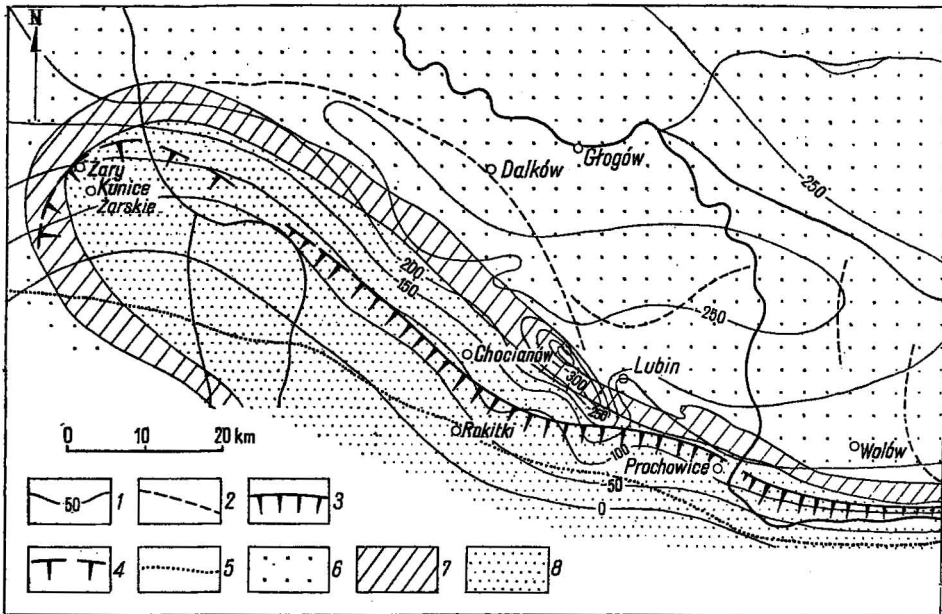 N
250
Żary
Kunice
Żarskie
Dalków
Głogów
200
150
250
Chocianów
300
Lubin
250
Rakitki
100
Prochowice
Wołów
50
0
0 10 20 km
50 1 2 3
4 5 6 7 8